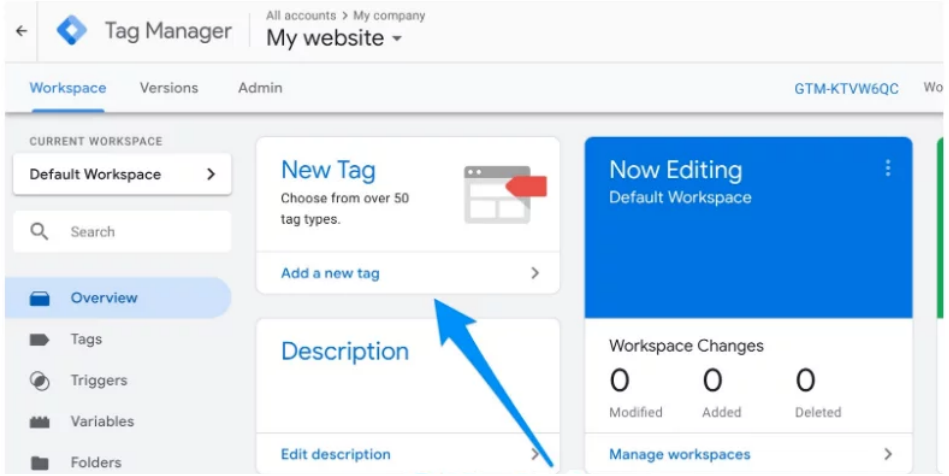 All accounts > My company
Tag Manager
My website
Workspace
Versions
Admin
GTM-KTVW6QC
Wo
CURRENT WORKSPACE
Default Workspace
Search
Overview
Tags
Triggers
Variables
Folders
New Tag
Choose from over 50
tag types.
Add a new tag
Description
Edit description
Now Editing
Default Workspace
Workspace Changes
0 0 0
Modified Added Deleted
Manage workspaces